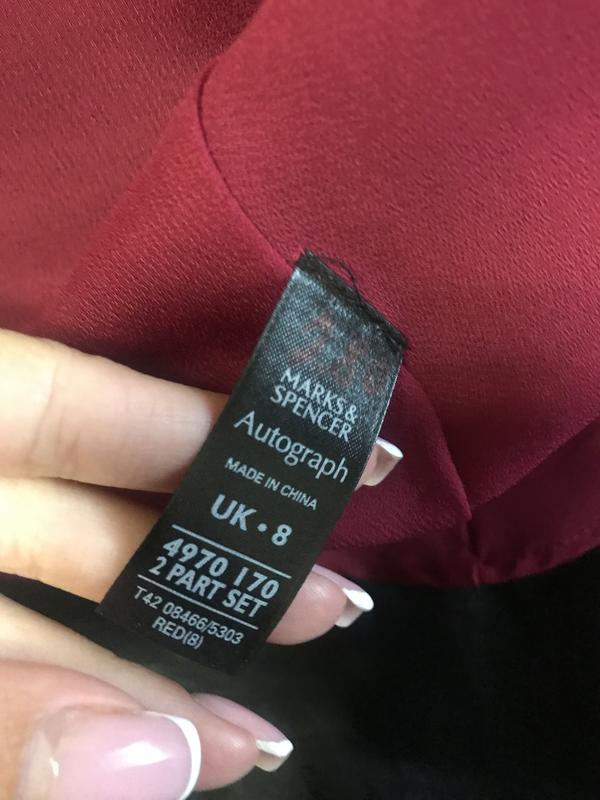 MARKS &
SPENCER
Autograph
MADE IN CHINA
UK • 8
4970 170
2 PART SET
T42 08466/5303
RED(8)